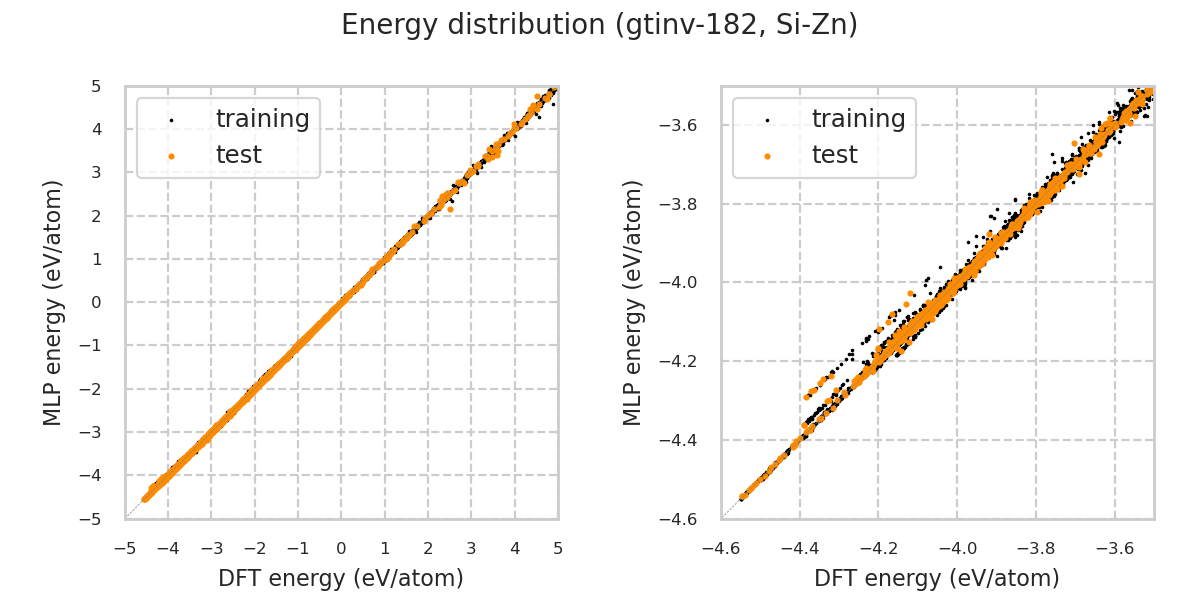 Energy distribution (gtinv-182, Si-Zn)
MLP energy (eV/atom)
5
4
3
2
1
0
−1
−2
−3
−4
−5
training
test
−5 −4 −3 −2 −1 0 1 2 3 4 5
DFT energy (eV/atom)
MLP energy (eV/atom)
−3.6
−3.8
−4.0
−4.2
−4.4
−4.6
training
test
−4.6 −4.4 −4.2 −4.0 −3.8 −3.6
DFT energy (eV/atom)